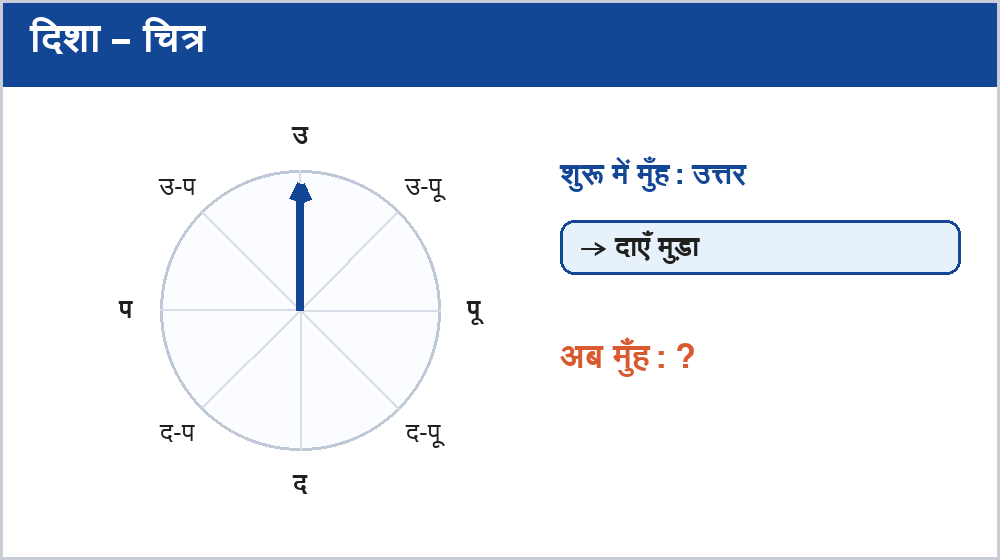 दिशा – चित्र
उ
उ-प
उ-पू
प
पू
द-प
द-पू
द
शुरू में मुँह : उत्तर
→ दाएँ मुड़ा
अब मुँह : ?